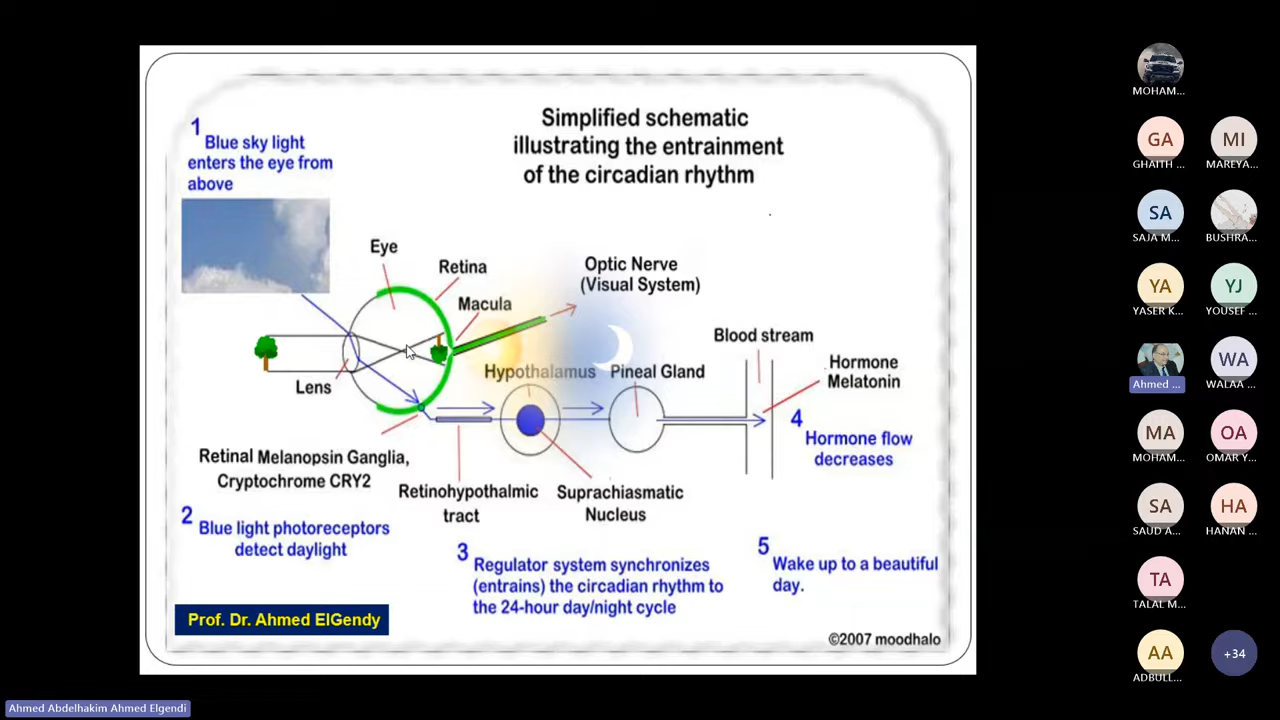 Simplified schematic
illustrating the entrainment
of the circadian rhythm
1
Blue sky light
enters the eye from
above
Eye
Retina
Macula
Optic Nerve
(Visual System)
Lens
Hypothalamus
Pineal Gland
Blood stream
Hormone
Melatonin
4
Hormone flow
decreases
Retinal Melanopsin Ganglia,
Cryptochrome CRY2
Retinohypothalmic
tract
Suprachiasmatic
Nucleus
2
Blue light photoreceptors
detect daylight
3
Regulator system synchronizes
(entrains) the circadian rhythm to
the 24-hour day/night cycle
5
Wake up to a beautiful
day.
Prof. Dr. Ahmed ElGendy
©2007 moodhalo
MOHAM...
GA
GHAITH ...
MI
MAREYA...
SA
SAJA M...
BUSHRA...
YA
YASER K...
YJ
YOUSEF ...
Ahmed ...
WA
WALAA ...
MA
MOHAM...
OA
OMAR Y...
SA
SAUD A...
HA
HANAN ...
TA
TALAL M...
AA
ADBULL...
+34
Ahmed Abdelhakim Ahmed Elgendi